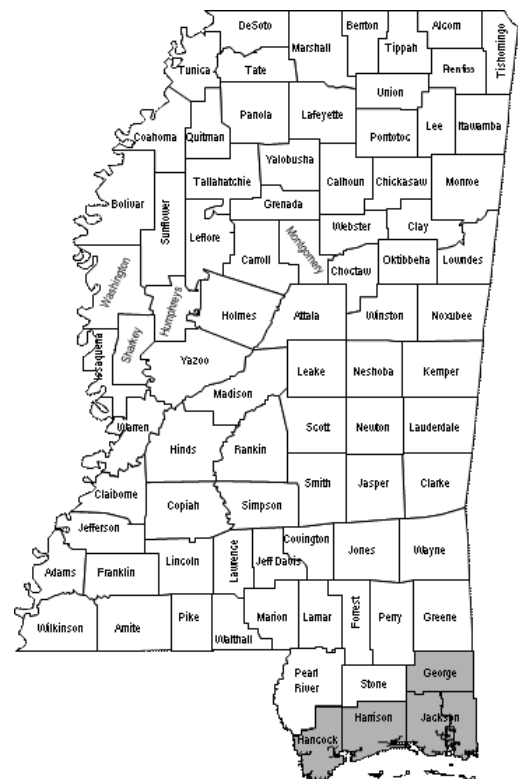 DeSoto
Benton
Alcorn
Marshall
Tippah
Tishomingo
Tunica
Tate
Prentiss
Union
Panola
Lafayette
Lee
Itawamba
Coahoma
Quitman
Pontotoc
Yalobusha
Tallahatchie
Calhoun
Chickasaw
Monroe
Bolivar
Sunflower
Grenada
Leflore
Webster
Clay
Montgomery
Carroll
Choctaw
Oktibbeha
Lowndes
Washington
Humphreys
Holmes
Attala
Winston
Noxubee
Sharkey
Yazoo
Leake
Neshoba
Kemper
Madison
Warren
Scott
Newton
Lauderdale
Hinds
Rankin
Smith
Jasper
Clarke
Claiborne
Copiah
Simpson
Jefferson
Covington
Lincoln
Lawrence
Jeff Davis
Jones
Wayne
Adams
Franklin
Wilkinson
Amite
Pike
Walthall
Marion
Lamar
Forrest
Perry
Greene
Pearl
River
Stone
George
Hancock
Harrison
Jackson